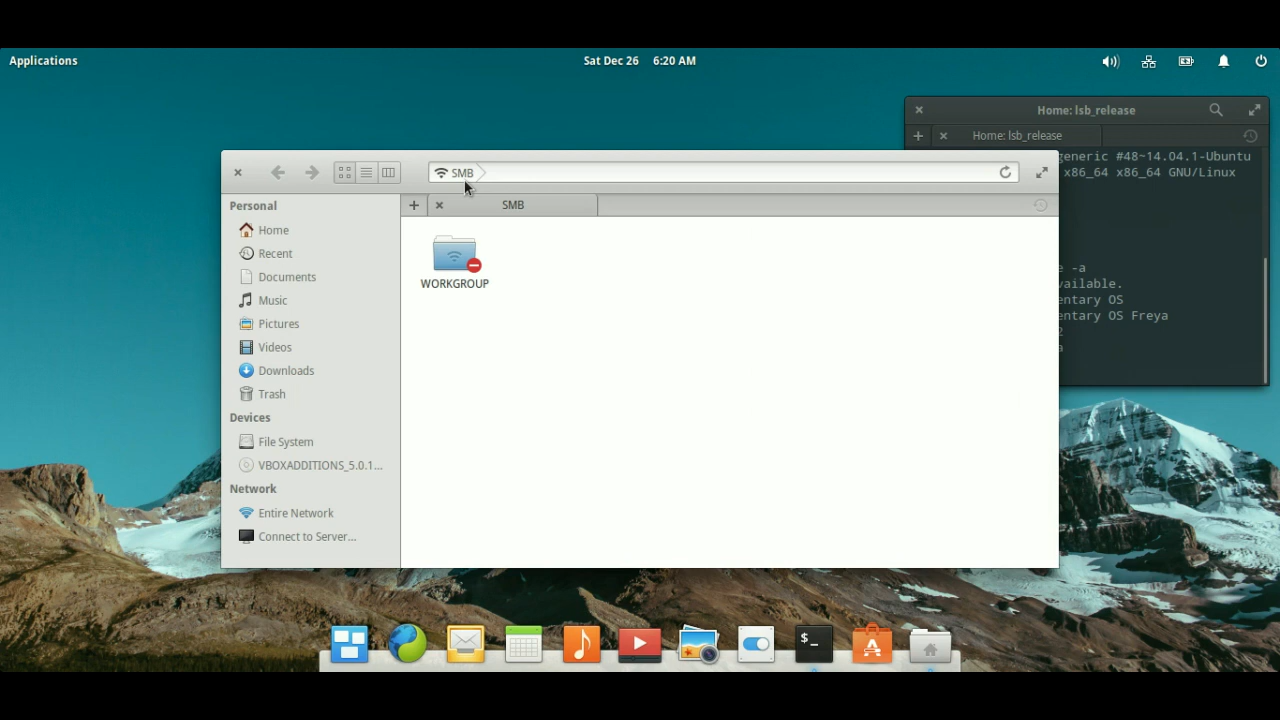 Applications
Sat Dec 26 6:20 AM
Home: lsb_release
Home: lsb_release
generic #48~14.04.1-Ubuntu
x86_64 x86_64 GNU/Linux
-a
entary OS
entary OS Freya
SMB
SMB
Personal
Home
Recent
Documents
Music
Pictures
Videos
Downloads
Trash
Devices
File System
VBOXADDITIONS_5.0.1...
Network
Entire Network
Connect to Server...
WORKGROUP
$_